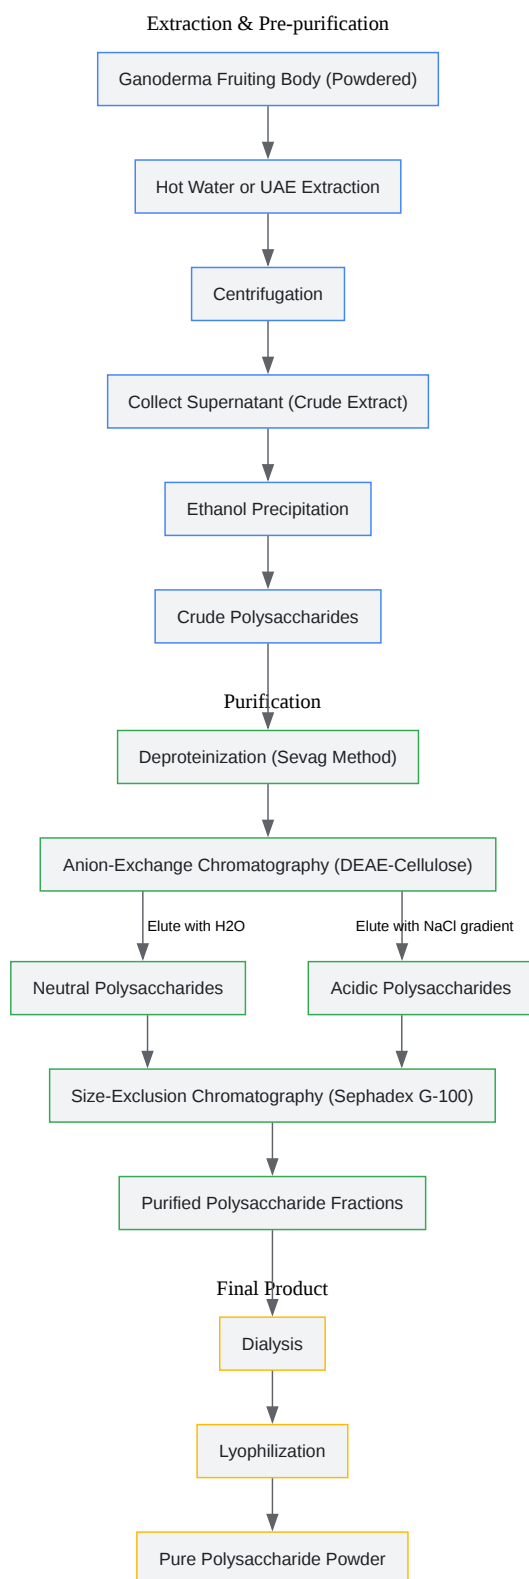 Extraction & Pre-purification
Ganoderma Fruiting Body (Powdered)
Hot Water or UAE Extraction
Centrifugation
Collect Supernatant (Crude Extract)
Ethanol Precipitation
Crude Polysaccharides
Purification
Deproteinization (Sevag Method)
Anion-Exchange Chromatography (DEAE-Cellulose)
Elute with H2O
Elute with NaCl gradient
Neutral Polysaccharides
Acidic Polysaccharides
Size-Exclusion Chromatography (Sephadex G-100)
Purified Polysaccharide Fractions
Final Product
Dialysis
Lyophilization
Pure Polysaccharide Powder